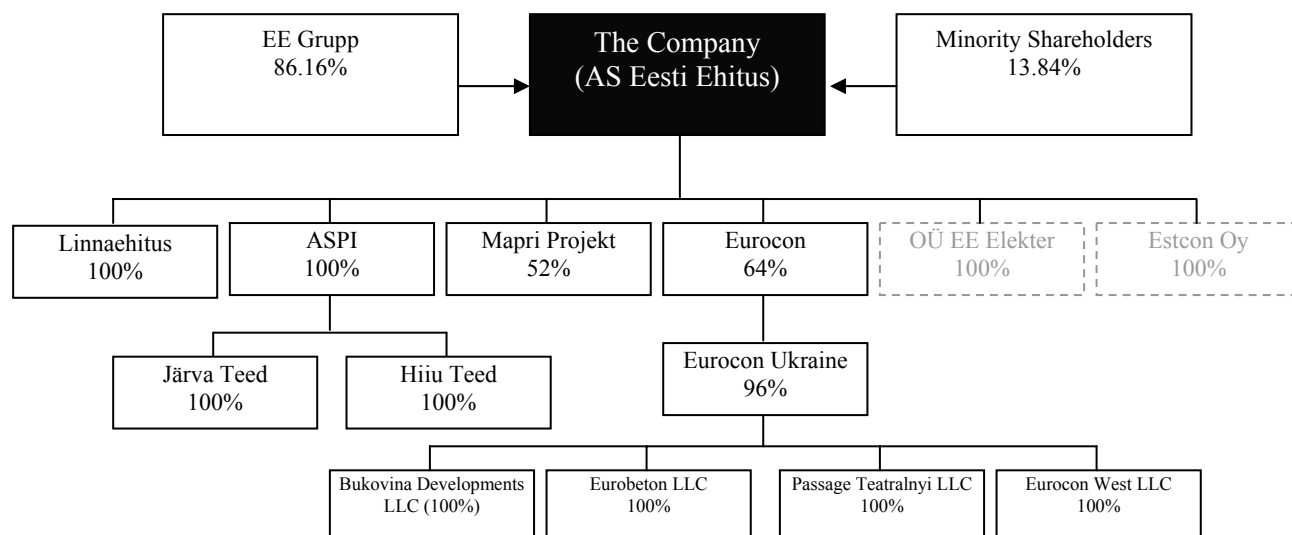 EE Grupp
86.16%
The Company
(AS Eesti Ehitus)
Minority Shareholders
13.84%
Linnaehitus
100%
ASPI
100%
Mapri Projekt
52%
Eurocon
64%
OÜ EE Elekter
100%
Estcon Oy
100%
Järva Teed
100%
Hiiu Teed
100%
Eurocon Ukraine
96%
Bukovina Developments
LLC (100%)
Eurobeton LLC
100%
Passage Teatralnyi LLC
100%
Eurocon West LLC
100%